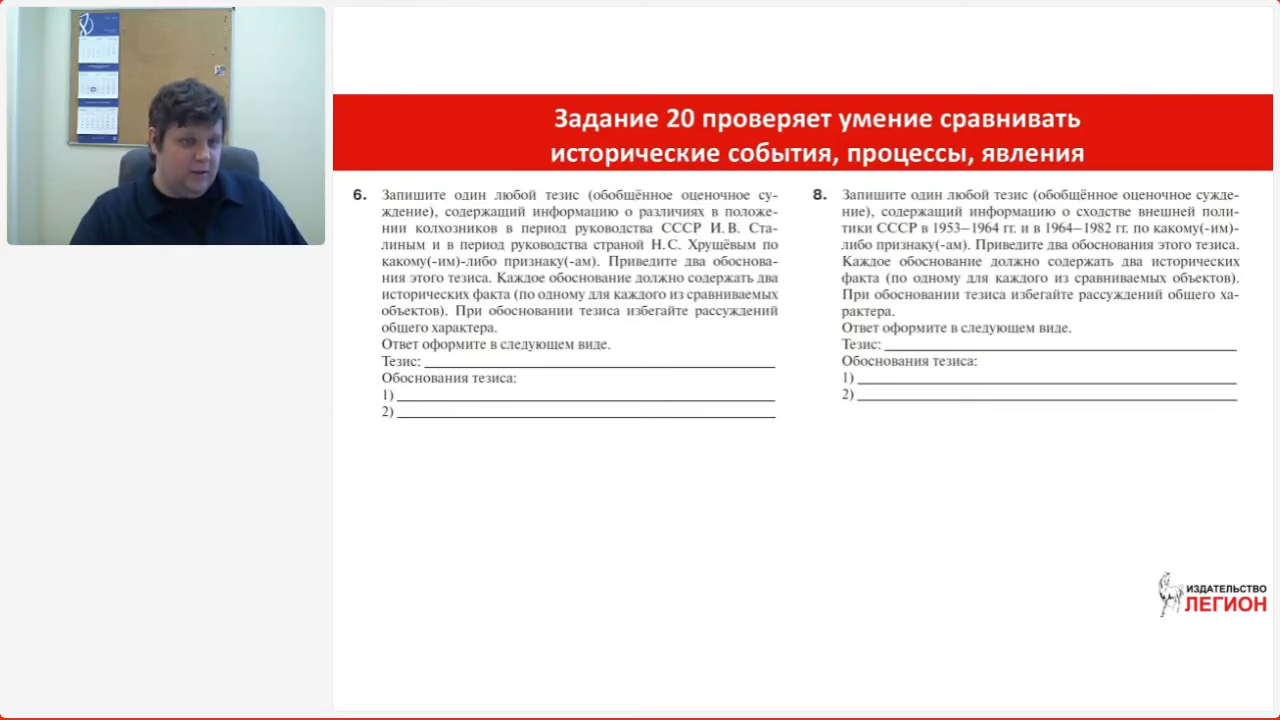 Задание 20 проверяет умение сравнивать
исторические события, процессы, явления
6. Запишите один любой тезис (обобщённое оценочное су-
ждение), содержащий информацию о различиях в положе-
нии колхозников в период руководства СССР И. В. Ста-
линым и в период руководства страной Н. С. Хрущёвым по
какому(-им)-либо признаку(-ам). Приведите два обоснова-
ния этого тезиса. Каждое обоснование должно содержать два
исторических факта (по одному для каждого из сравниваемых
объектов). При обосновании тезиса избегайте рассуждений
общего характера.
Ответ оформите в следующем виде.
Тезис:
Обоснования тезиса:
1)
2)
8. Запишите один любой тезис (обобщённое оценочное сужде-
ние), содержащий информацию о сходстве внешней поли-
тики СССР в 1953–1964 гг. и в 1964–1982 гг. по какому(-им)-
либо признаку(-ам). Приведите два обоснования этого тезиса.
Каждое обоснование должно содержать два исторических
факта (по одному для каждого из сравниваемых объектов).
При обосновании тезиса избегайте рассуждений общего ха-
рактера.
Ответ оформите в следующем виде.
Тезис:
Обоснования тезиса:
1)
2)
ИЗДАТЕЛЬСТВО
ЛЕГИОН